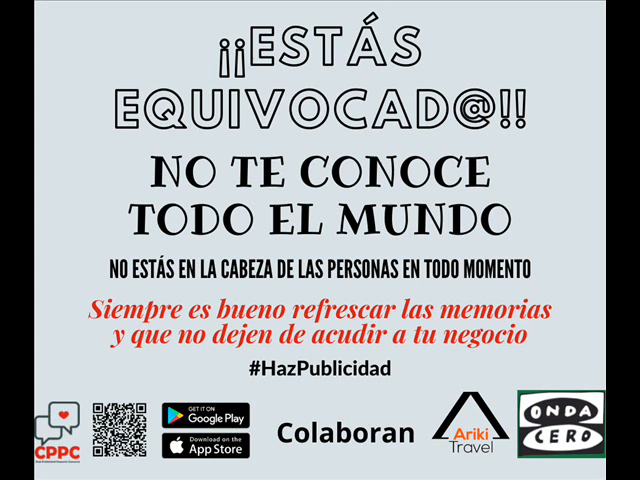 ¡¡ESTÁS
EQUIVOCAD@!!
NO TE CONOCE
TODO EL MUNDO
NO ESTÁS EN LA CABEZA DE LAS PERSONAS EN TODO MOMENTO
Siempre es bueno refrescar las memorias
y que no dejen de acudir a tu negocio
#HazPublicidad
CPPC
GET IT ON
Google Play
Download on the
App Store
Colaboran
Ariki
Travel
ONDA
CERO